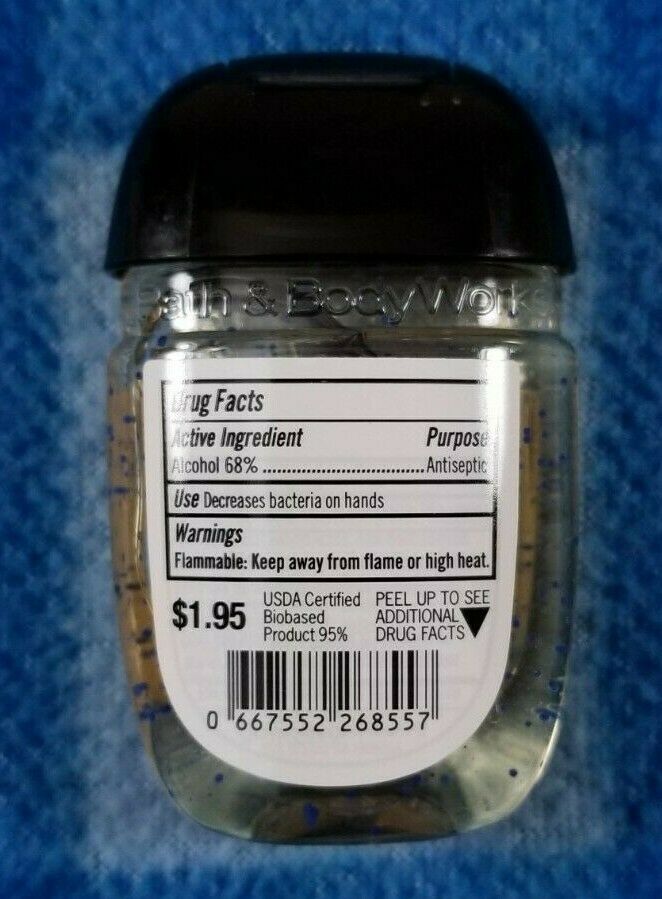 Bath & Body Works
Drug Facts
Active Ingredient Purpose
Alcohol 68% ................................... Antiseptic
Use Decreases bacteria on hands
Warnings
Flammable: Keep away from flame or high heat.
$1.95
USDA Certified
Biobased
Product 95%
PEEL UP TO SEE
ADDITIONAL
DRUG FACTS
0 667552 268557